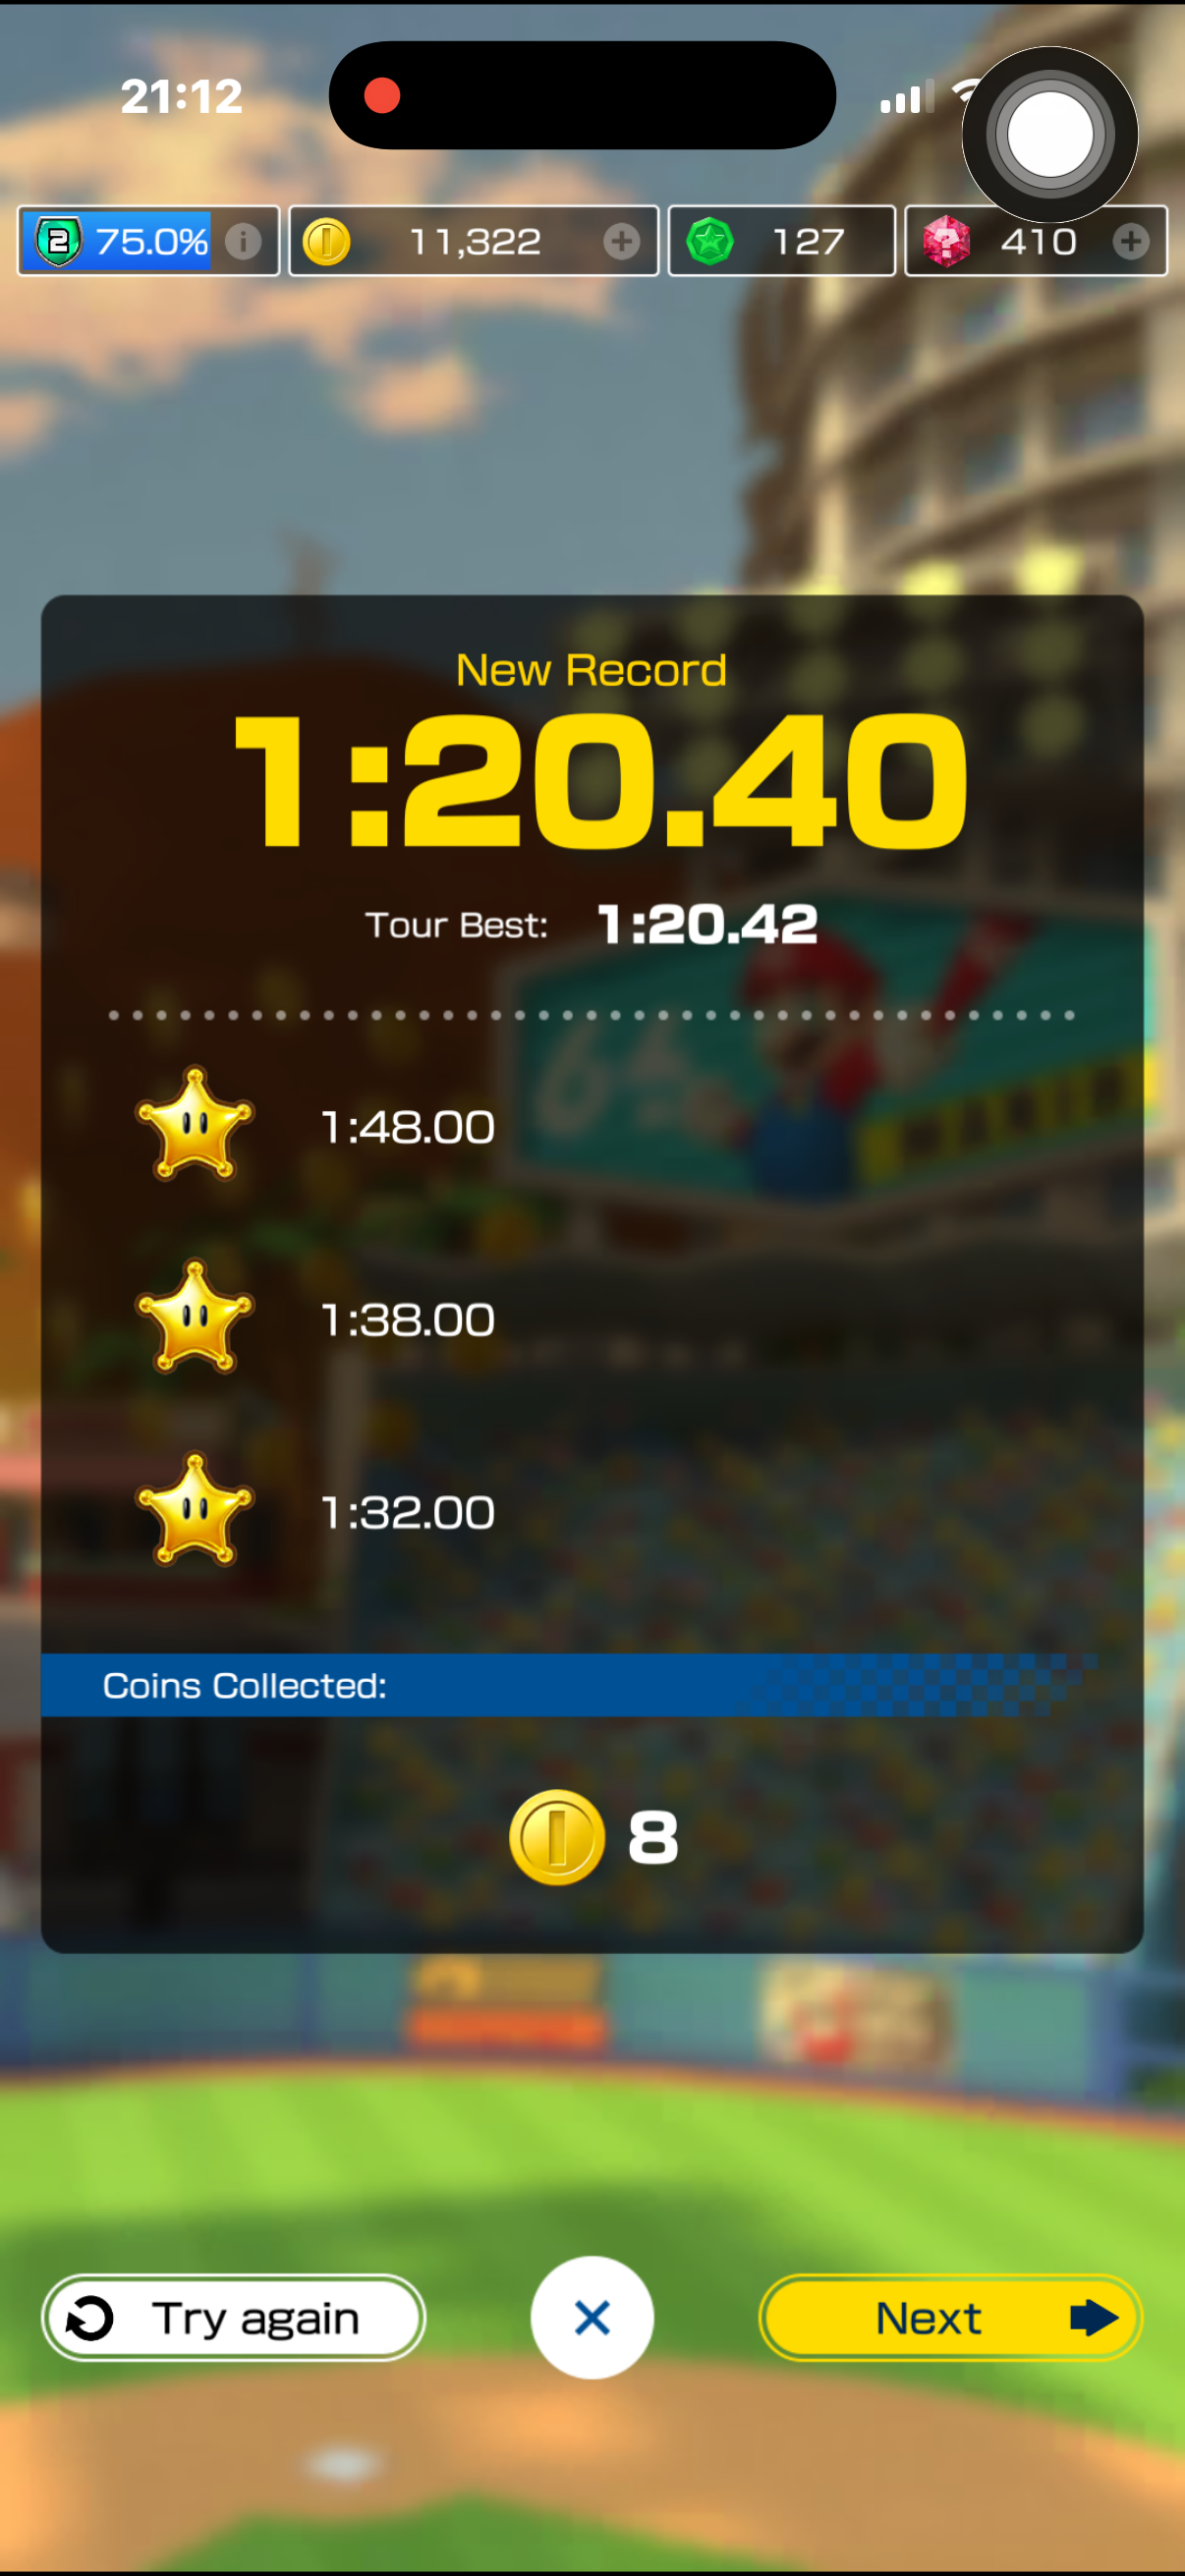 21:12
2 75.0% i 11,322 + 127 ? 410 +
New Record
1:20.40
Tour Best: 1:20.42
1:48.00
1:38.00
1:32.00
Coins Collected:
8
Try again × Next